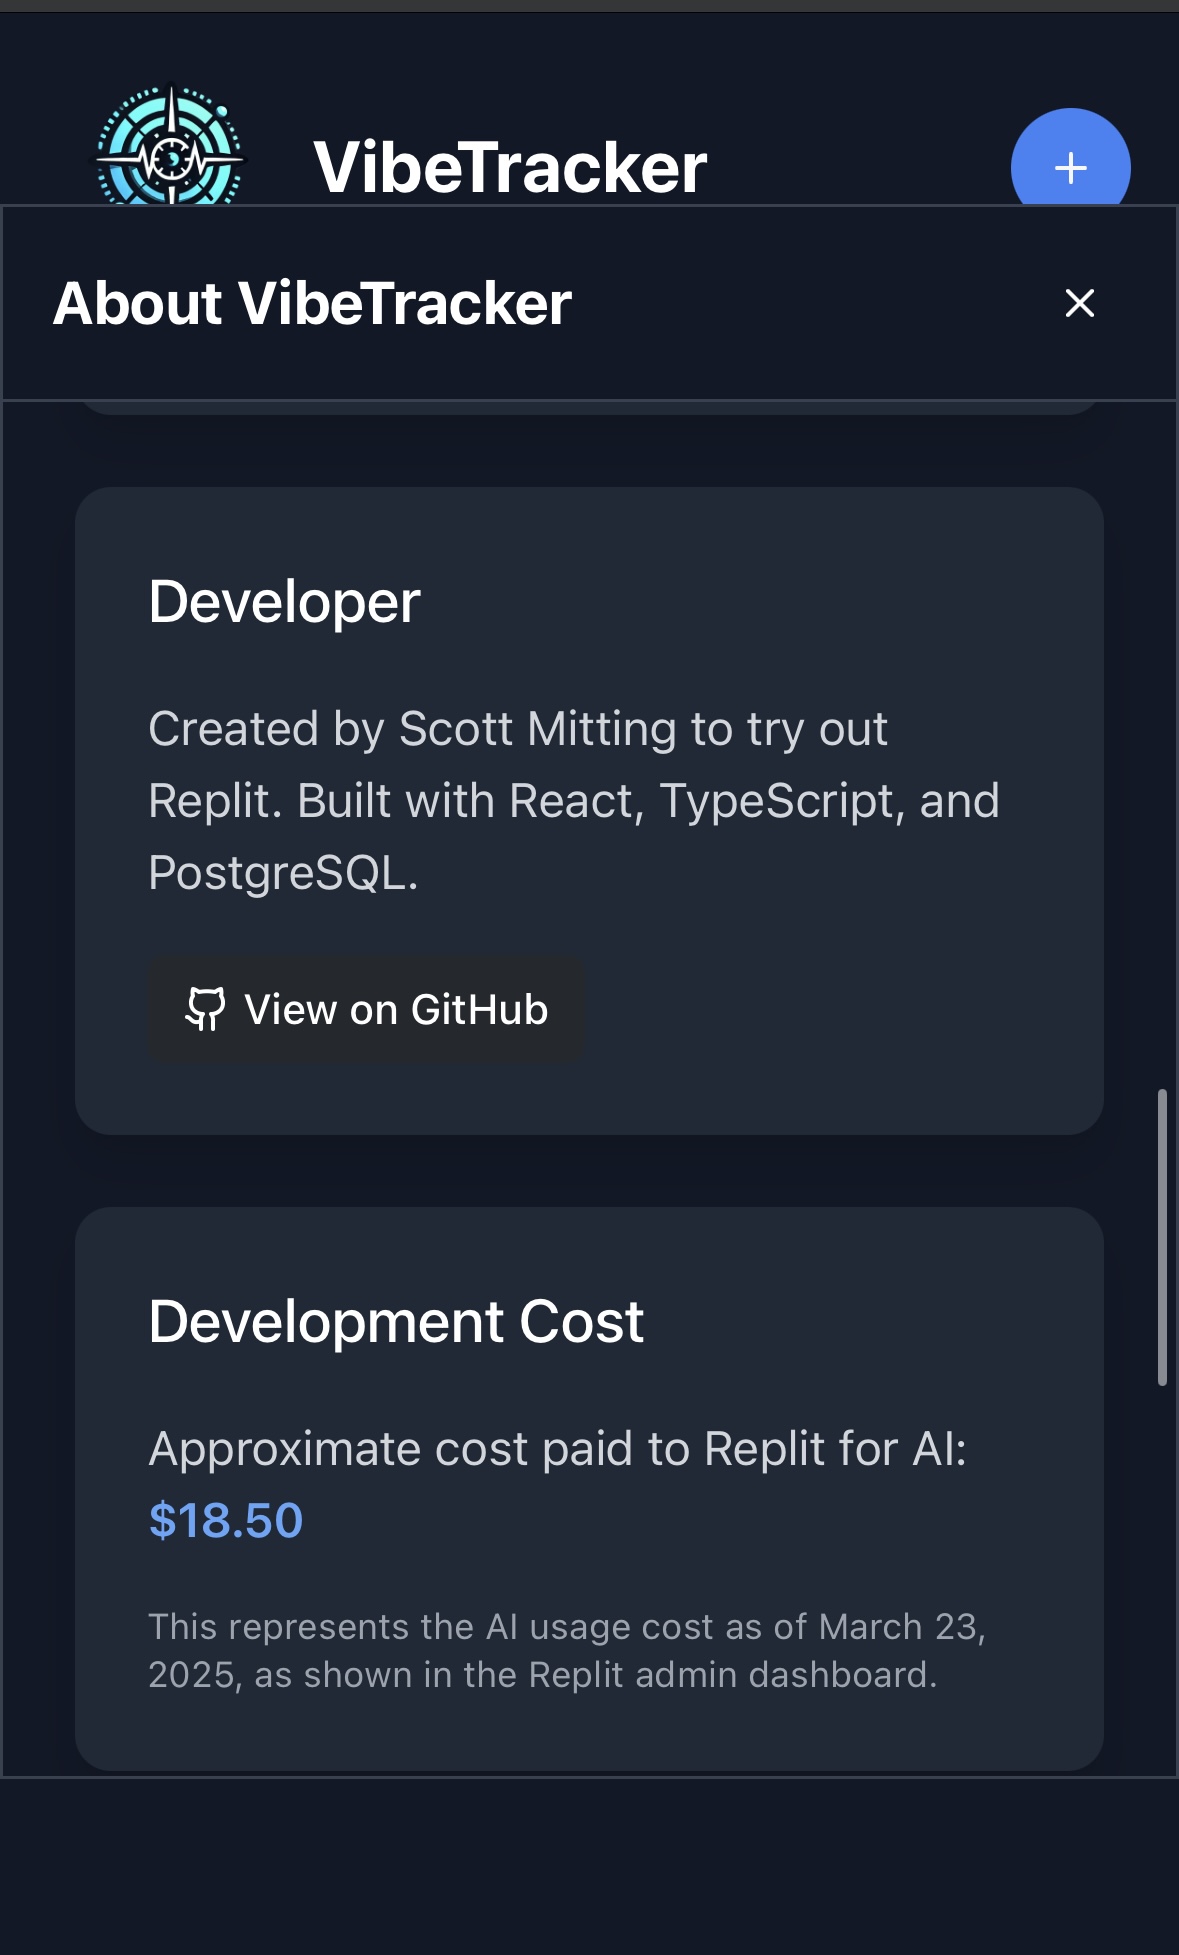 VibeTracker
About VibeTracker
Developer
Created by Scott Mitting to try out
Replit. Built with React, TypeScript, and
PostgreSQL.
View on GitHub
Development Cost
Approximate cost paid to Replit for AI:
$18.50
This represents the AI usage cost as of March 23,
2025, as shown in the Replit admin dashboard.